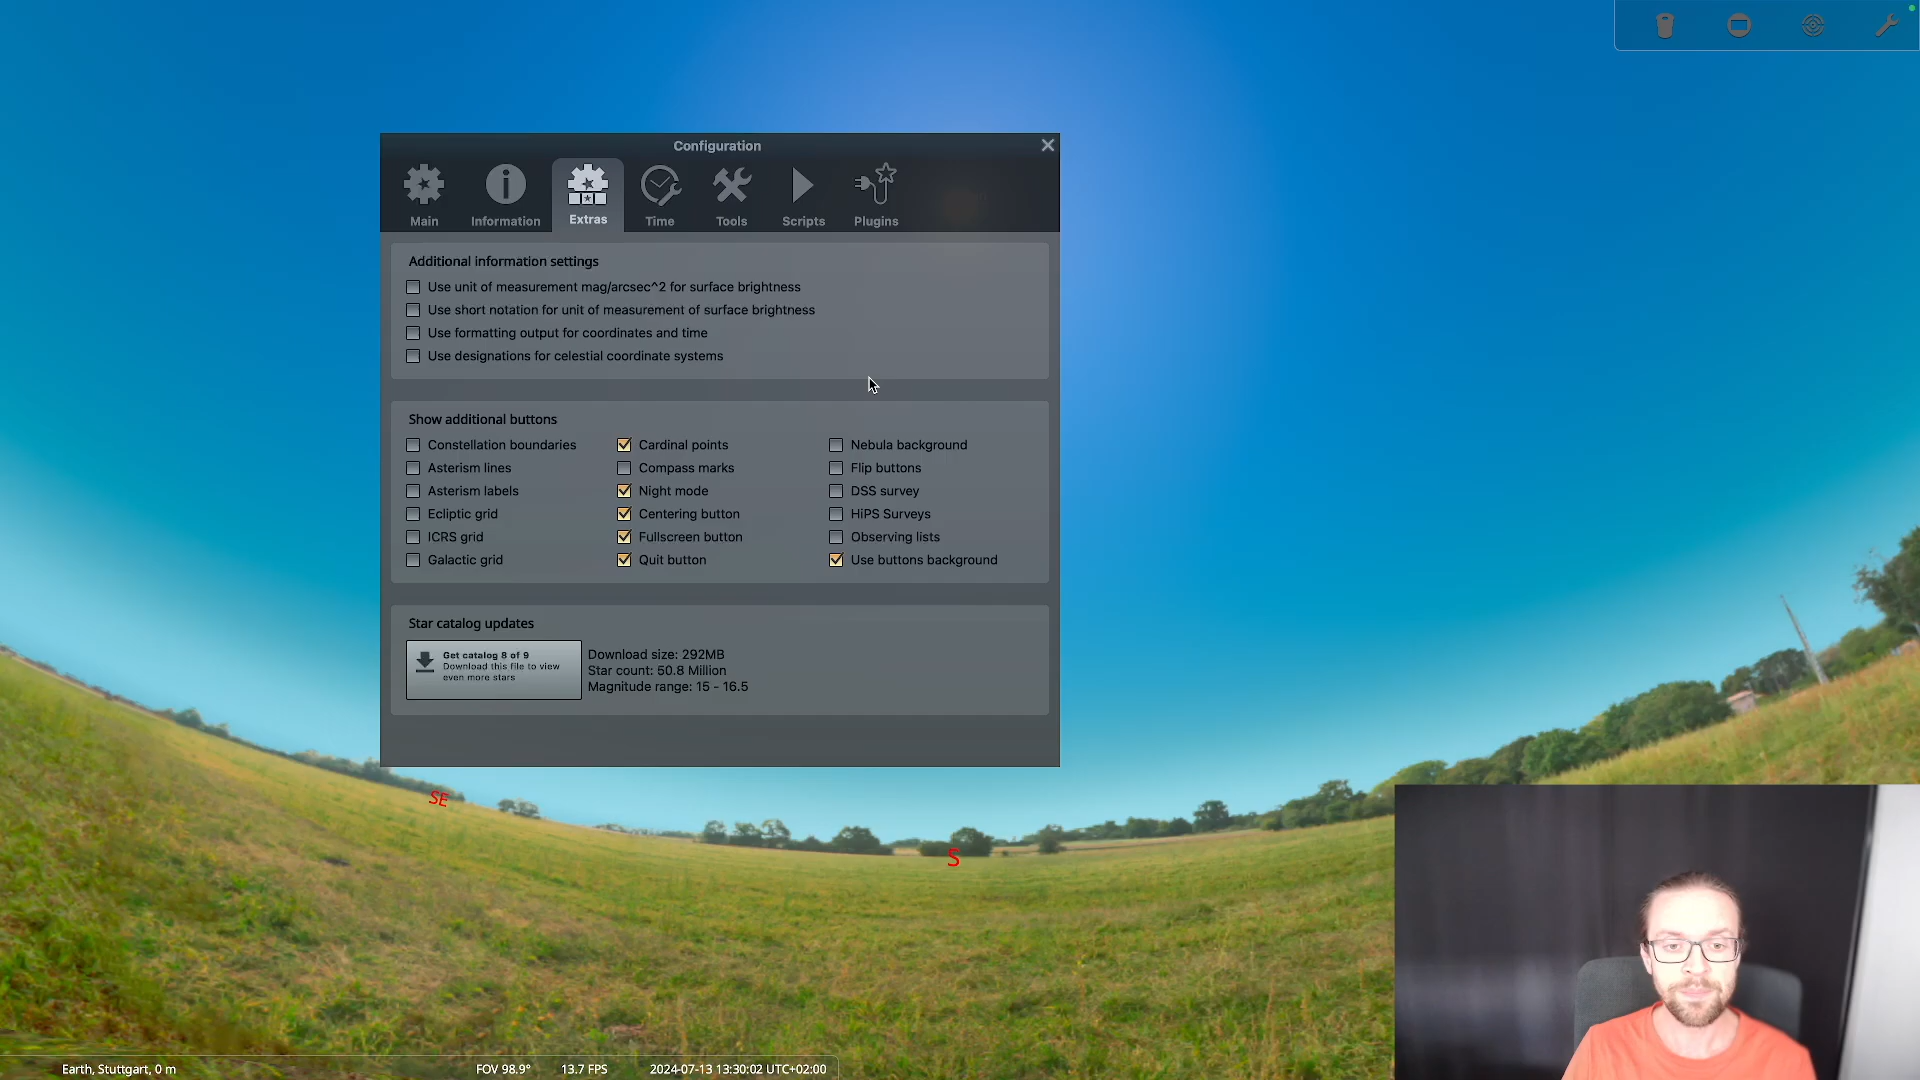 Configuration
Main
Information
Extras
Time
Tools
Scripts
Plugins
Additional information settings
Use unit of measurement mag/arcsec^2 for surface brightness
Use short notation for unit of measurement of surface brightness
Use formatting output for coordinates and time
Use designations for celestial coordinate systems
Show additional buttons
Constellation boundaries
Asterism lines
Asterism labels
Ecliptic grid
ICRS grid
Galactic grid
Cardinal points
Compass marks
Night mode
Centering button
Fullscreen button
Quit button
Nebula background
Flip buttons
DSS survey
HiPS Surveys
Observing lists
Use buttons background
Star catalog updates
Get catalog 8 of 9
Download this file to view
even more stars
Download size: 292MB
Star count: 50.8 Million
Magnitude range: 15 - 16.5
SE
S
Earth, Stuttgart, 0 m
FOV 98.9°
13.7 FPS
2024-07-13 13:30:02 UTC+02:00